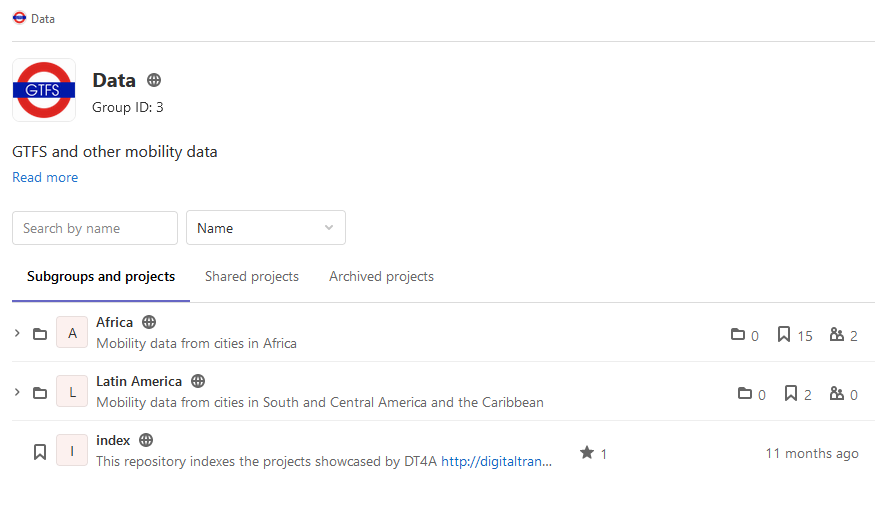 Data
GTFS
Data
Group ID: 3
GTFS and other mobility data
Read more
Search by name
Name
Subgroups and projects
Shared projects
Archived projects
A
Africa
Mobility data from cities in Africa
0
15
2
L
Latin America
Mobility data from cities in South and Central America and the Caribbean
0
2
0
I
index
This repository indexes the projects showcased by DT4A http://digitaltran...
1
11 months ago